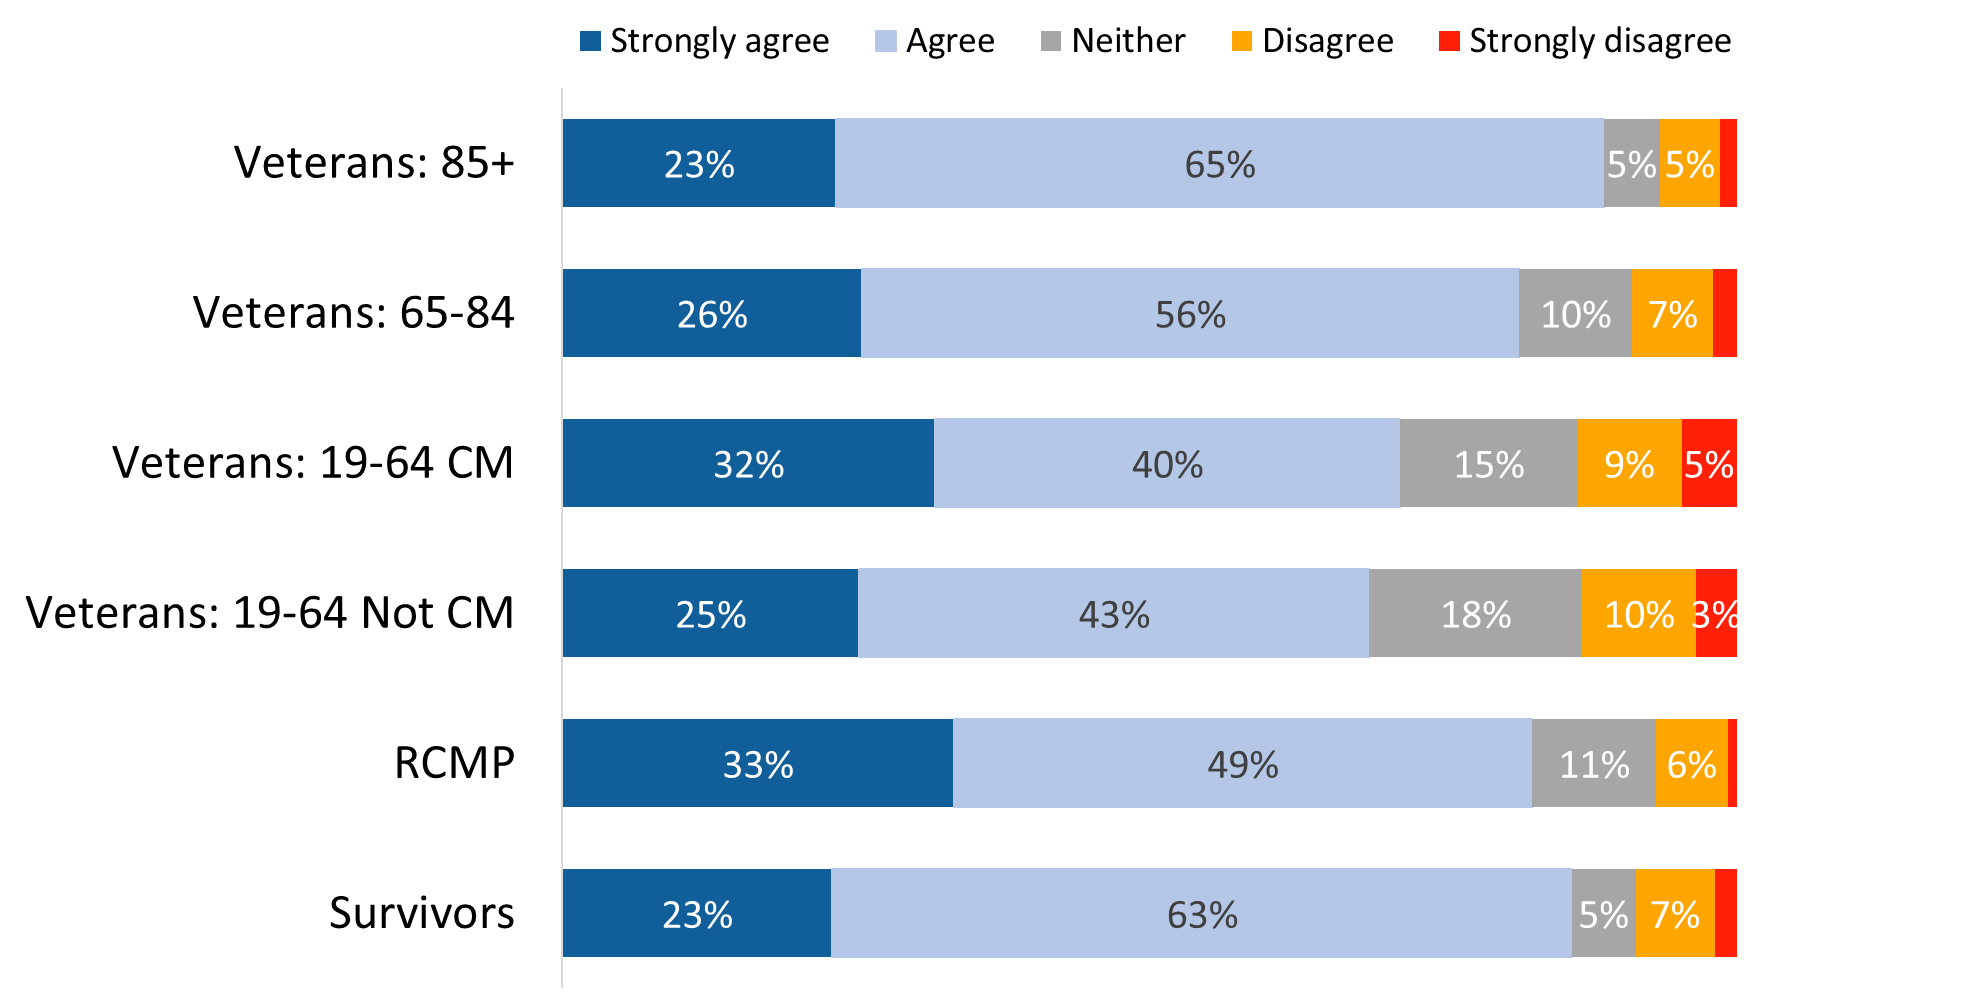 Strongly agree Agree Neither Disagree Strongly disagree
Veterans: 85+ 23% 65% 5% 5%
Veterans: 65-84 26% 56% 10% 7%
Veterans: 19-64 CM 32% 40% 15% 9% 5%
Veterans: 19-64 Not CM 25% 43% 18% 10% 3%
RCMP 33% 49% 11% 6%
Survivors 23% 63% 5% 7%